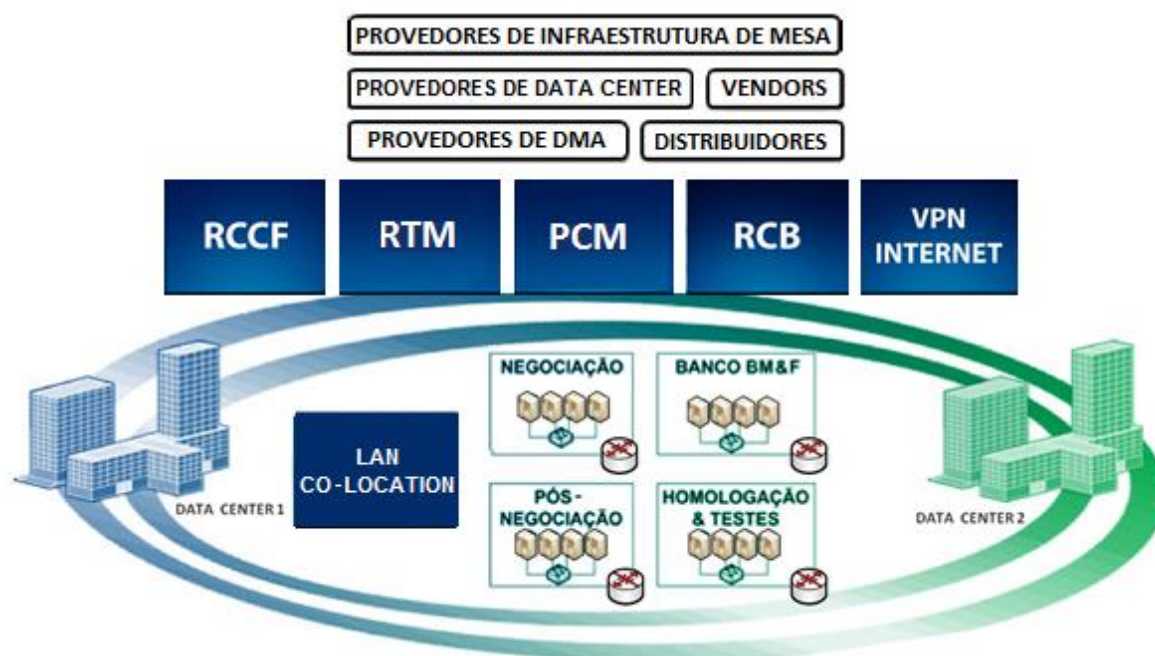 PROVEDORES DE INFRAESTRUTURA DE MESA
PROVEDORES DE DATA CENTER
VENDORS
PROVEDORES DE DMA
DISTRIBUIDORES
RCCF
RTM
PCM
RCB
VPN
INTERNET
NEGOCIAÇÃO
BANCO BM&F
LAN
CO-LOCATION
PÓS-
NEGOCIAÇÃO
HOMOLOGAÇÃO
& TESTES
DATA CENTER 1
DATA CENTER 2